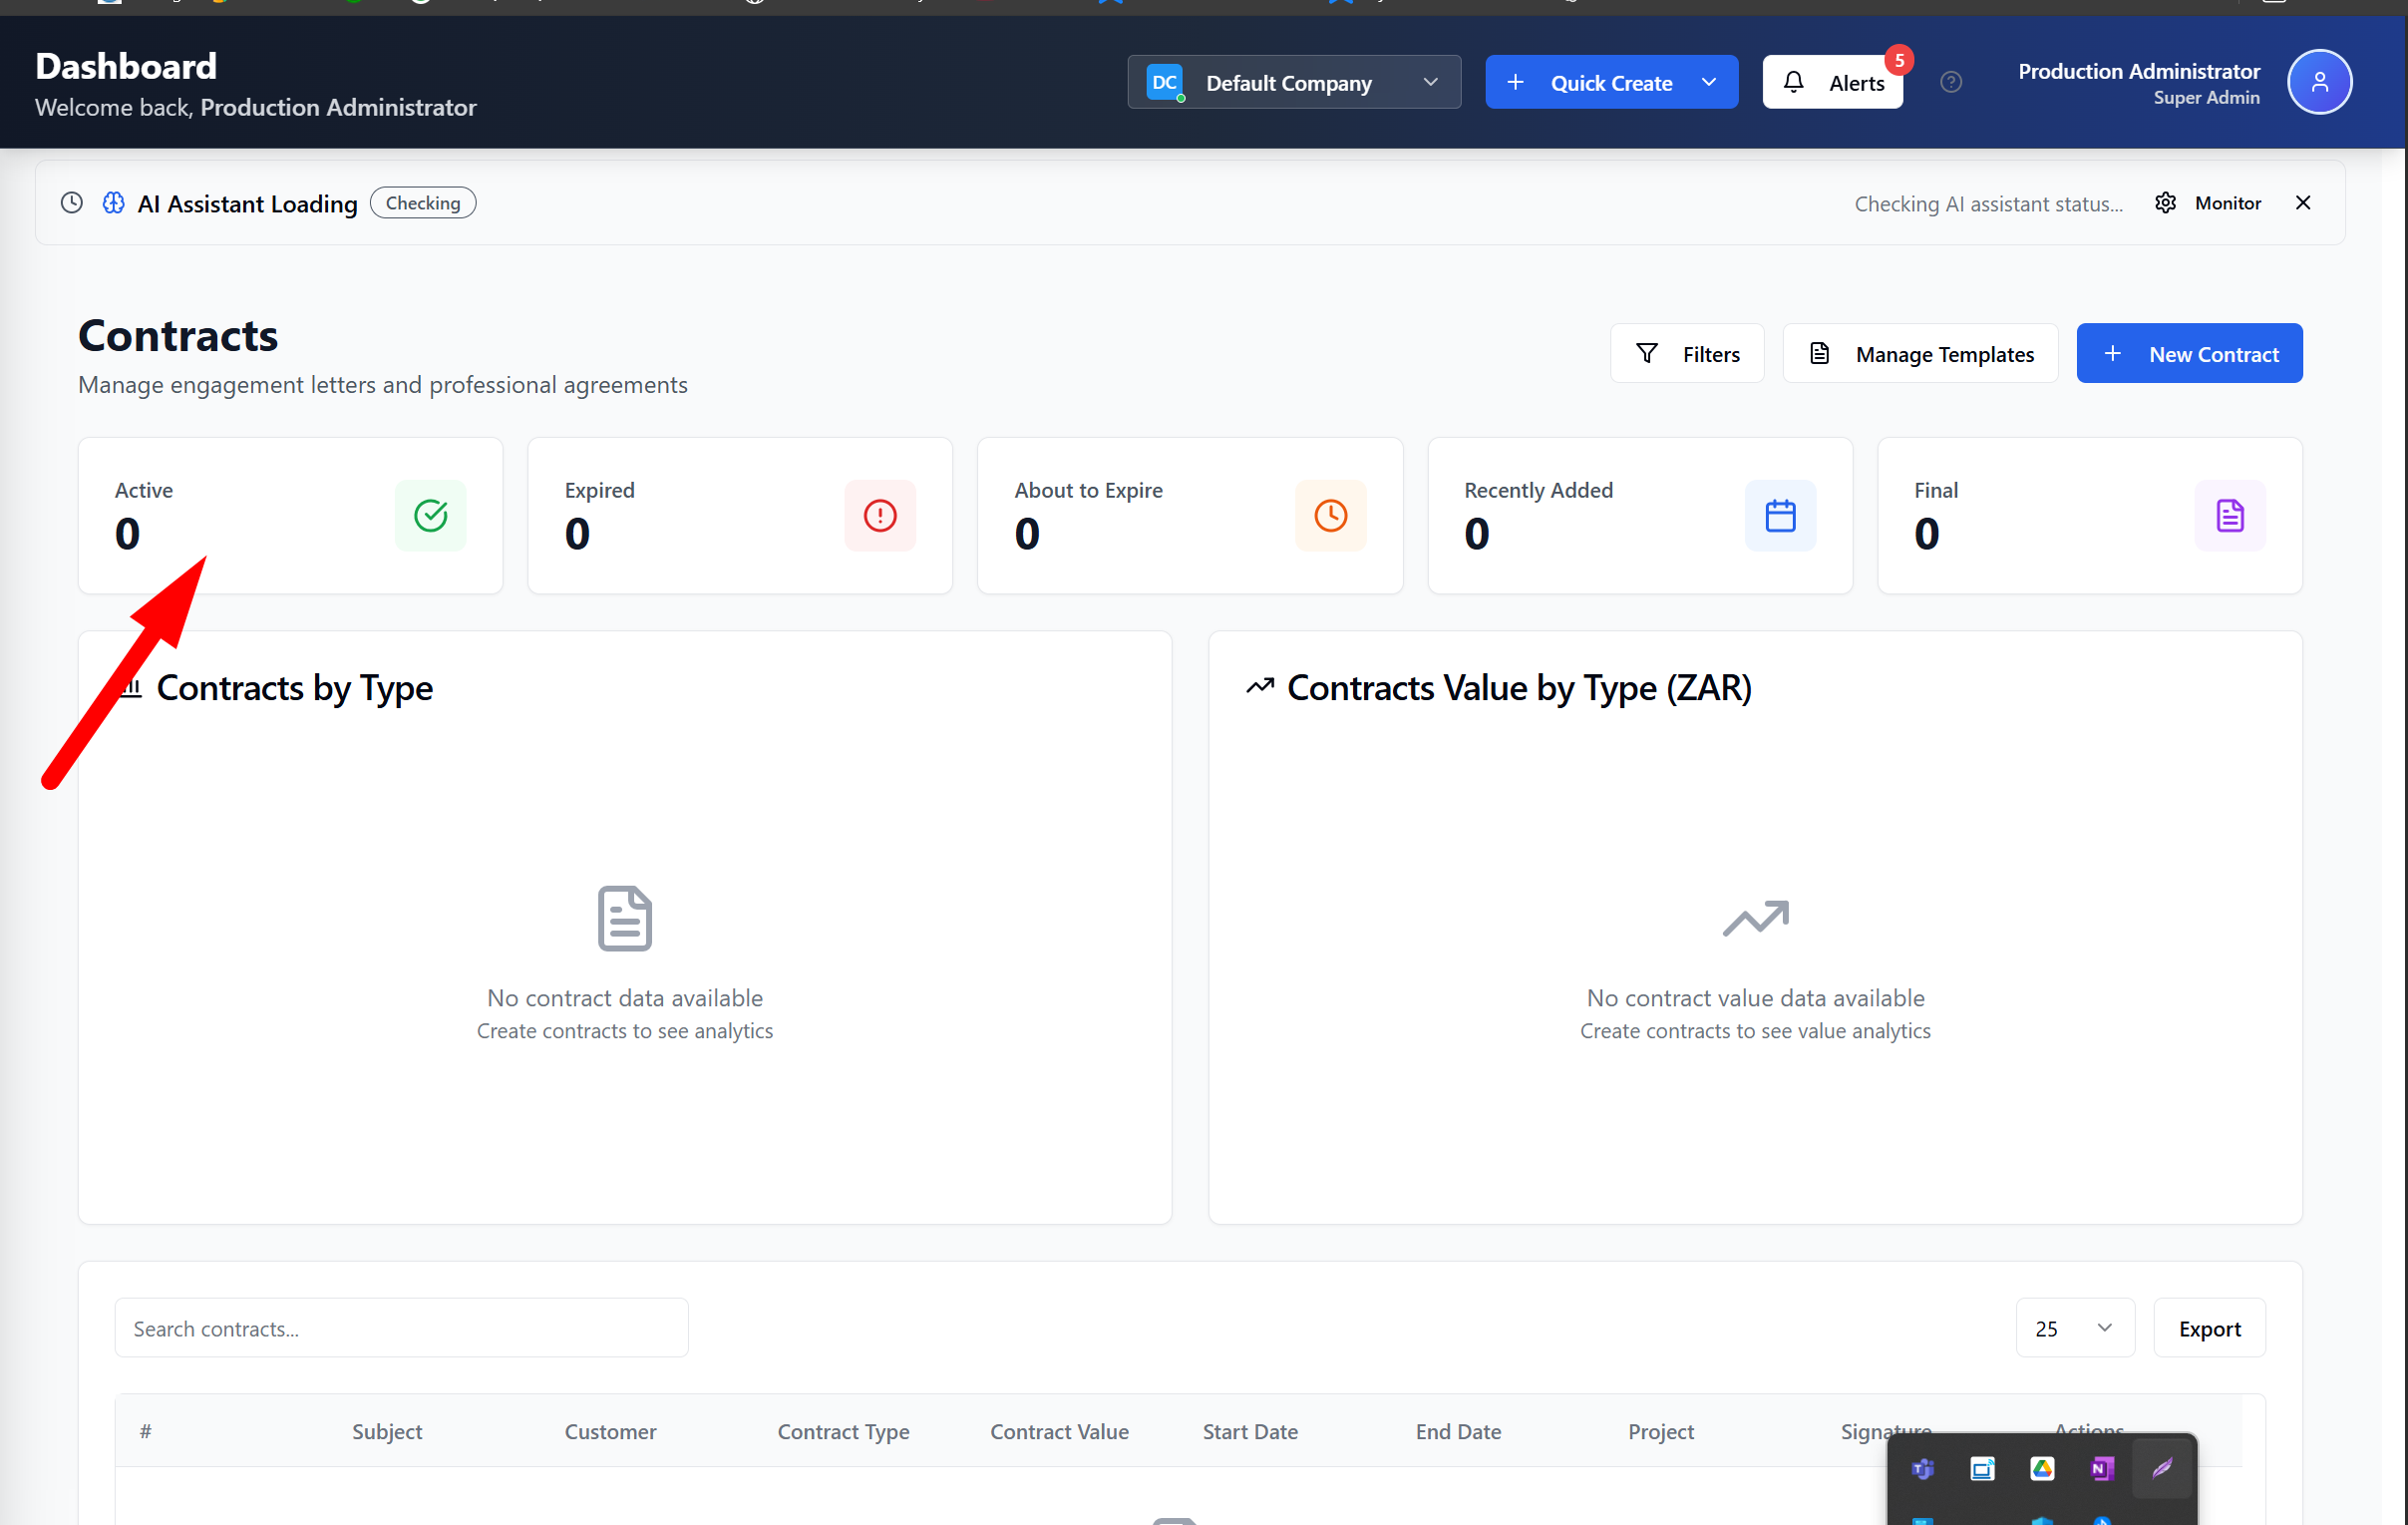 Dashboard
Welcome back, Production Administrator
DC Default Company
Quick Create
Alerts 5
Production Administrator
Super Admin
AI Assistant Loading Checking
Checking AI assistant status... Monitor
Contracts
Manage engagement letters and professional agreements
Filters
Manage Templates
New Contract
Active
0
Expired
0
About to Expire
0
Recently Added
0
Final
0
Contracts by Type
No contract data available
Create contracts to see analytics
Contracts Value by Type (ZAR)
No contract value data available
Create contracts to see value analytics
Search contracts...
25
Export
# Subject Customer Contract Type Contract Value Start Date End Date Project Signature Actions